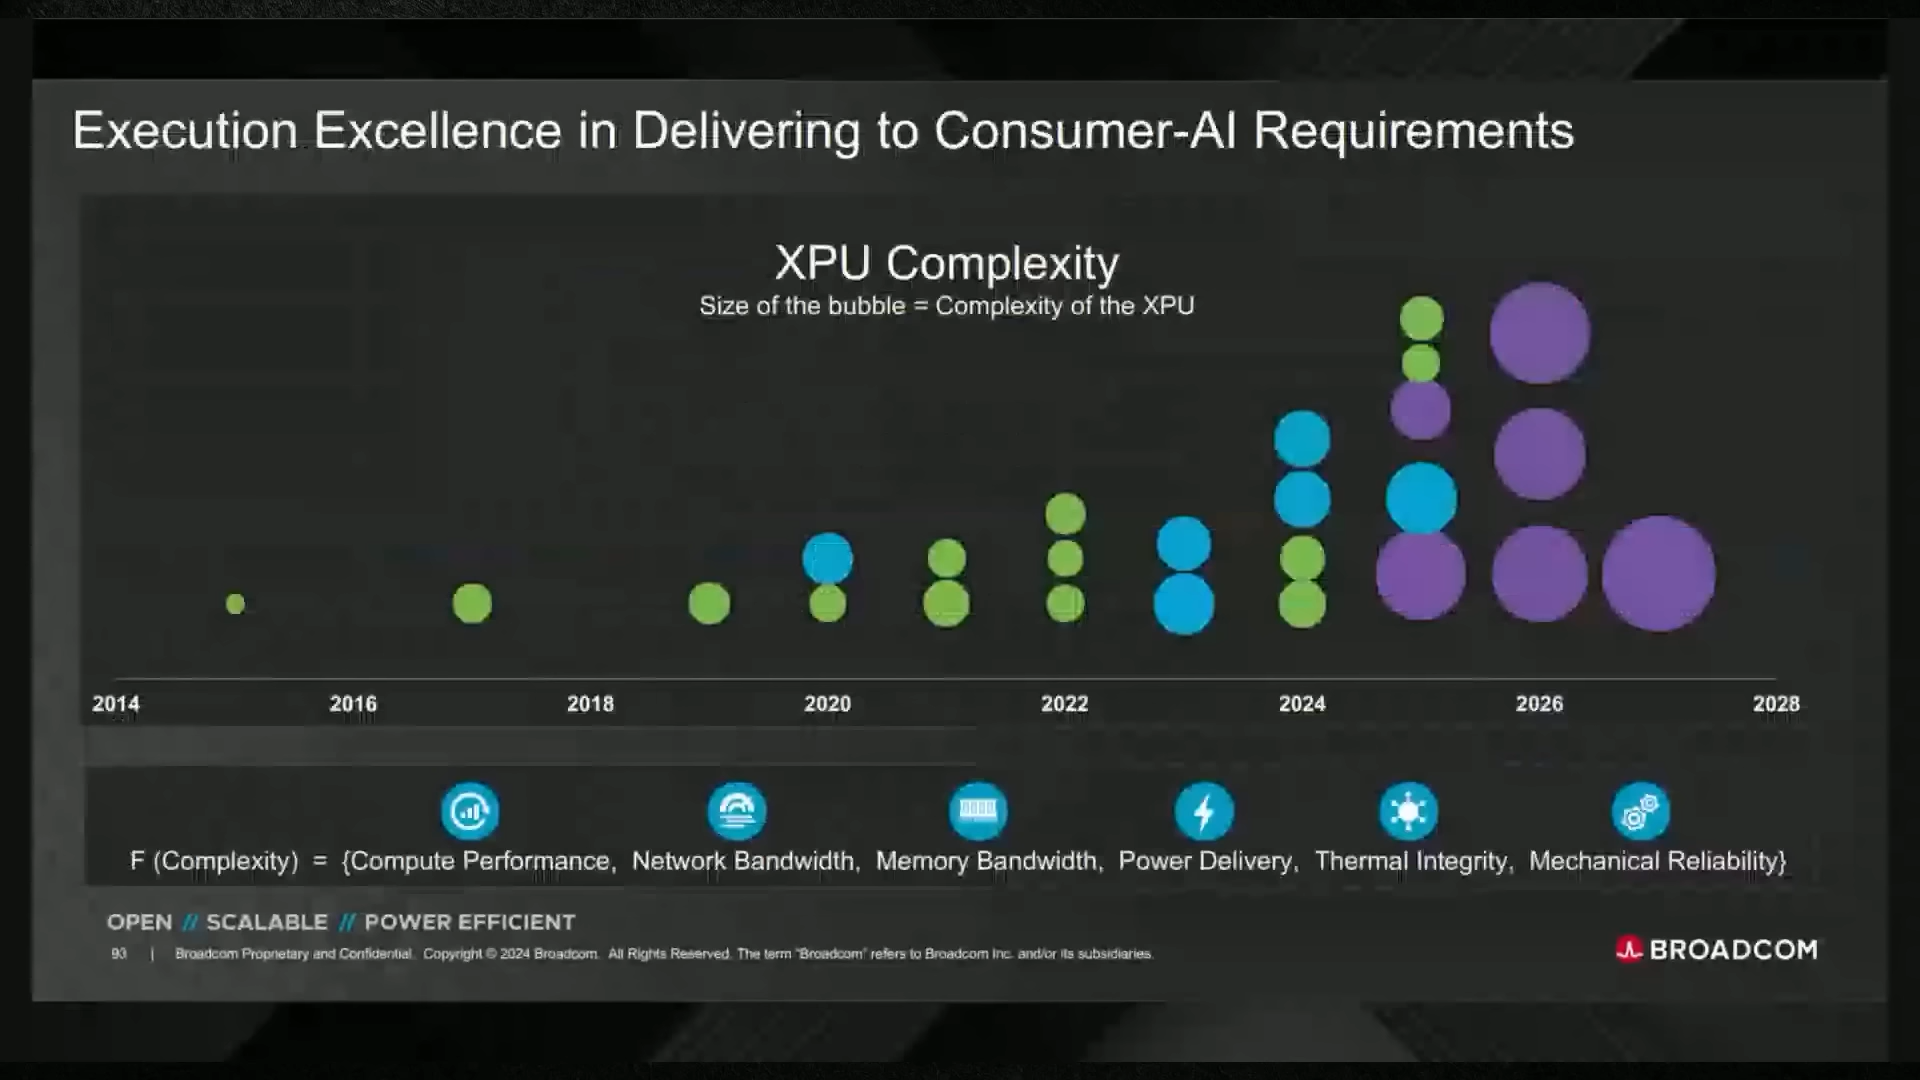 Execution Excellence in Delivering to Consumer-AI Requirements
XPU Complexity
Size of the bubble = Complexity of the XPU
2014 2016 2018 2020 2022 2024 2026 2028
F (Complexity) = {Compute Performance, Network Bandwidth, Memory Bandwidth, Power Delivery, Thermal Integrity, Mechanical Reliability}
OPEN // SCALABLE // POWER EFFICIENT
93 | Broadcom Proprietary and Confidential. Copyright © 2024 Broadcom. All Rights Reserved. The term "Broadcom" refers to Broadcom Inc. and/or its subsidiaries.
BROADCOM